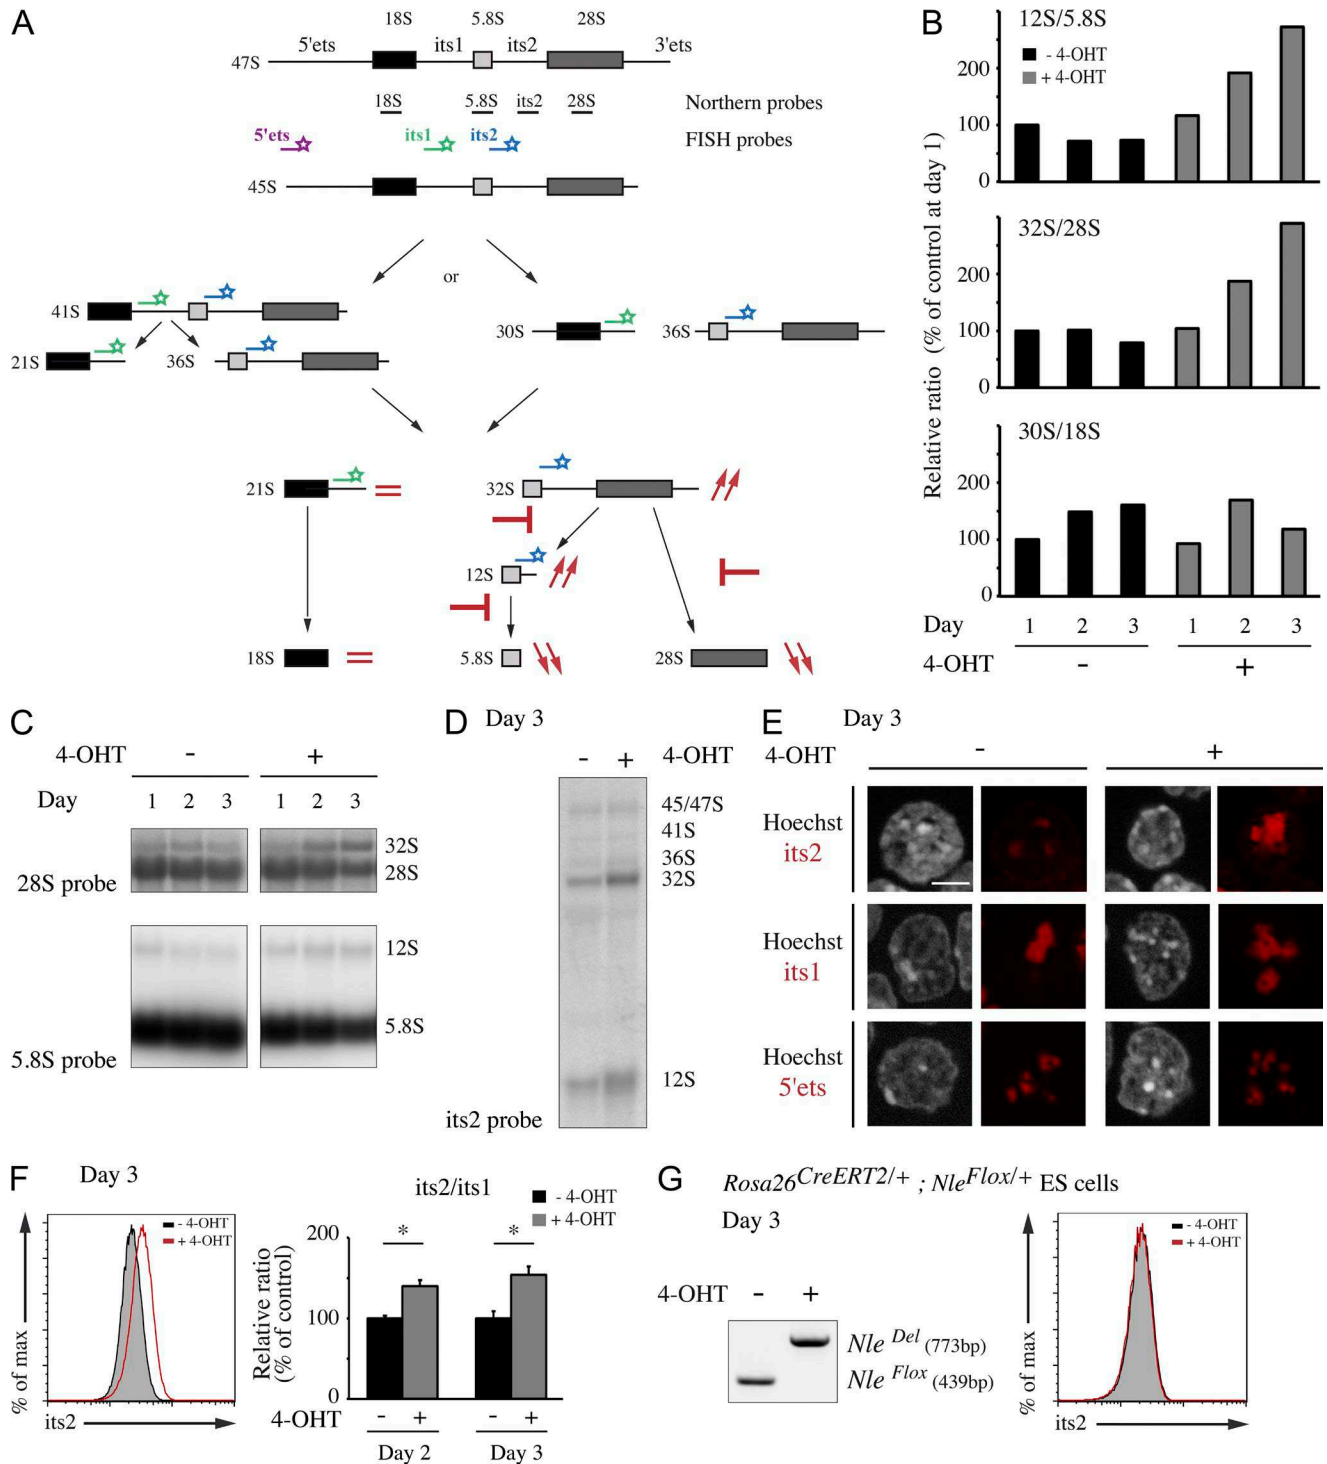 A
18S 5.8S 28S
5'ets its1 its2 3'ets
47S
18S 5.8S its2 28S Northern probes
5'ets its1 its2 FISH probes
45S
or
41S
30S 36S
21S 36S
21S 32S
12S
18S 5.8S 28S
B
Relative ratio (% of control at day 1)
12S/5.8S
- 4-OHT
+ 4-OHT
200
100
0
32S/28S
200
100
0
30S/18S
200
100
0
Day 1 2 3 1 2 3
4-OHT - +
C
4-OHT - +
Day 1 2 3 1 2 3
32S
28S
28S probe
12S
5.8S
5.8S probe
D Day 3
- + 4-OHT
45/47S
41S
36S
32S
12S
its2 probe
E Day 3
4-OHT - +
Hoechst
its2
Hoechst
its1
Hoechst
5'ets
F Day 3
- 4-OHT
+ 4-OHT
% of max
its2
its2/its1
- 4-OHT
+ 4-OHT
Relative ratio
(% of control)
200
100
0
* *
4-OHT - + - +
Day 2 Day 3
G Rosa26CreERT2/+ ; NleFlox/+ ES cells
Day 3
4-OHT - +
Nle Del (773bp)
Nle Flox (439bp)
- 4-OHT
+ 4-OHT
% of max
its2